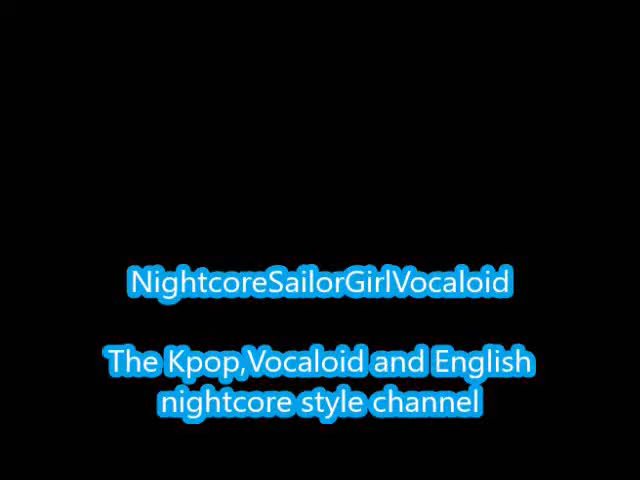 NightcoreSailorGirlVocaloid
The Kpop,Vocaloid and English
nightcore style channel